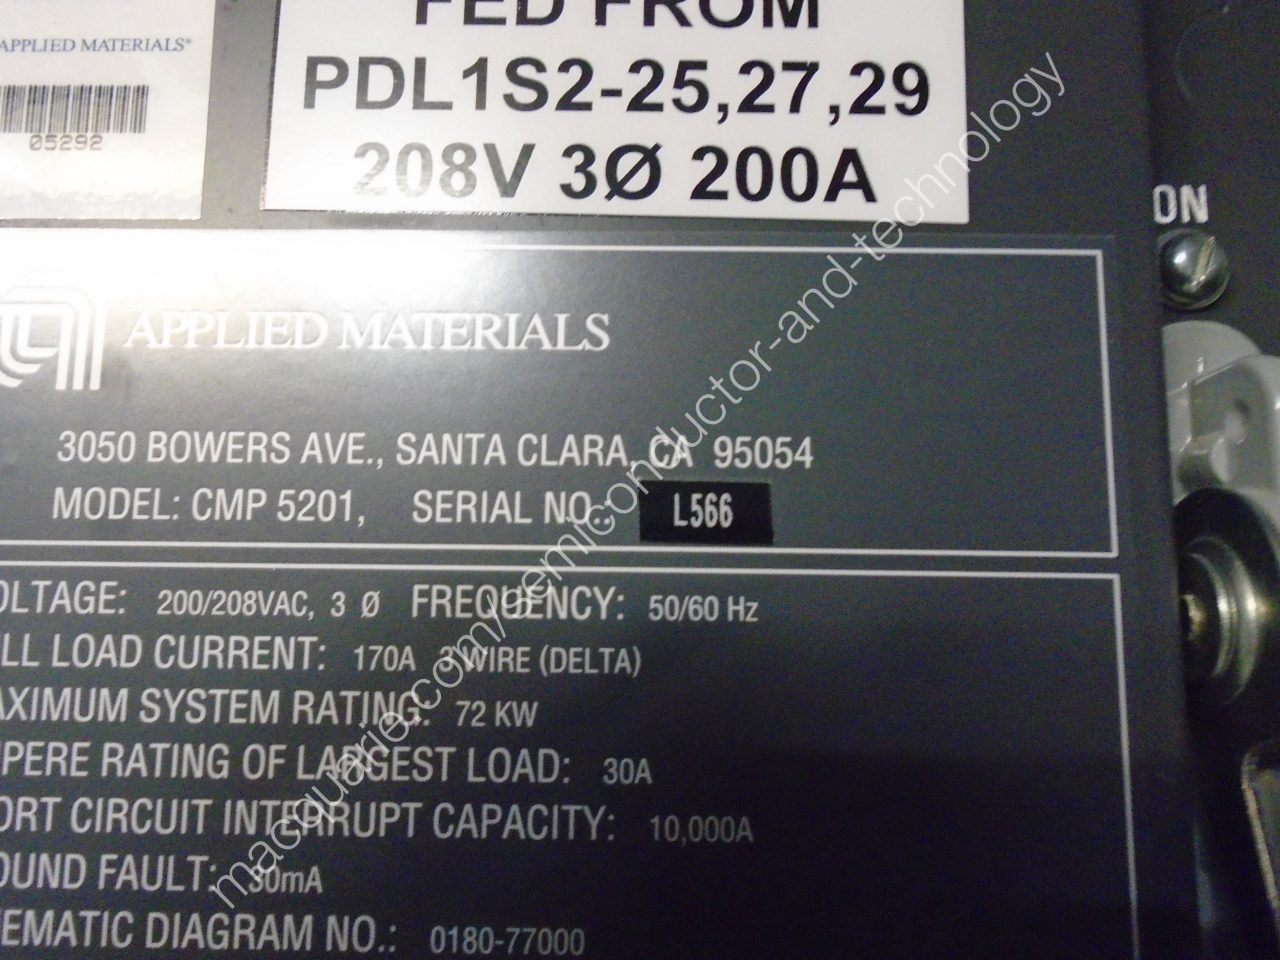 FED FROM
PDL1S2-25,27,29
208V 3Ø 200A
APPLIED MATERIALS®
05292
ON
APPLIED MATERIALS
3050 BOWERS AVE., SANTA CLARA, CA 95054
MODEL: CMP 5201, SERIAL NO.: L566
OLTAGE: 200/208VAC, 3 Ø FREQUENCY: 50/60 Hz
LL LOAD CURRENT: 170A 3 WIRE (DELTA)
AXIMUM SYSTEM RATING: 72 KW
PERE RATING OF LARGEST LOAD: 30A
ORT CIRCUIT INTERRUPT CAPACITY: 10,000A
OUND FAULT: 30mA
EMATIC DIAGRAM NO.: 0180-77000
macquarie.com/semiconductor-and-technology